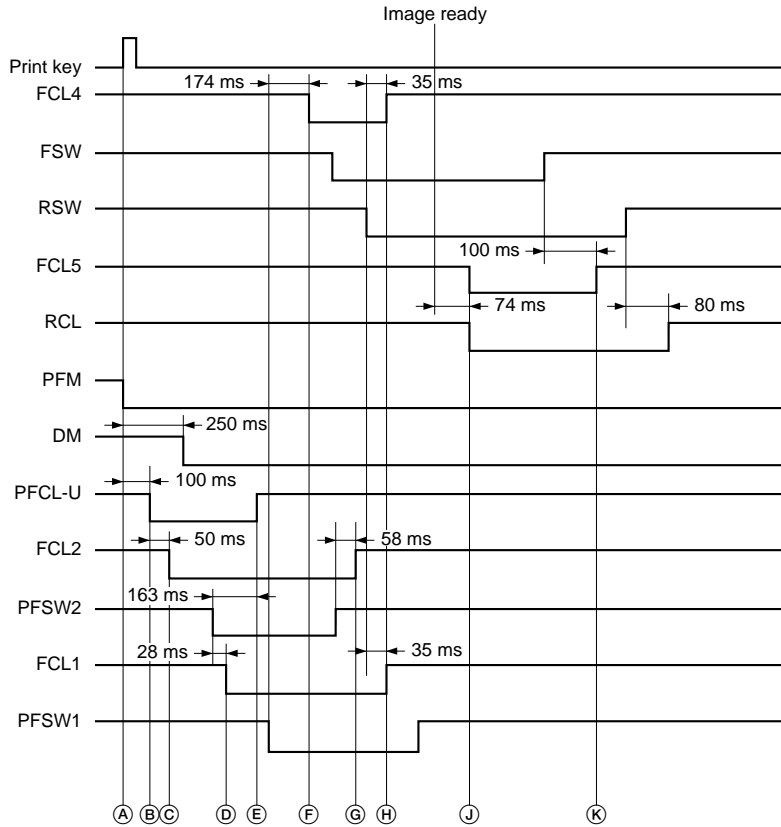 Image ready
Print key
174 ms 35 ms
FCL4
FSW
RSW
100 ms
FCL5
74 ms 80 ms
RCL
PFM
250 ms
DM
100 ms
PFCL-U
50 ms 58 ms
FCL2
163 ms
PFSW2
28 ms 35 ms
FCL1
PFSW1
A B C D E F G H J K